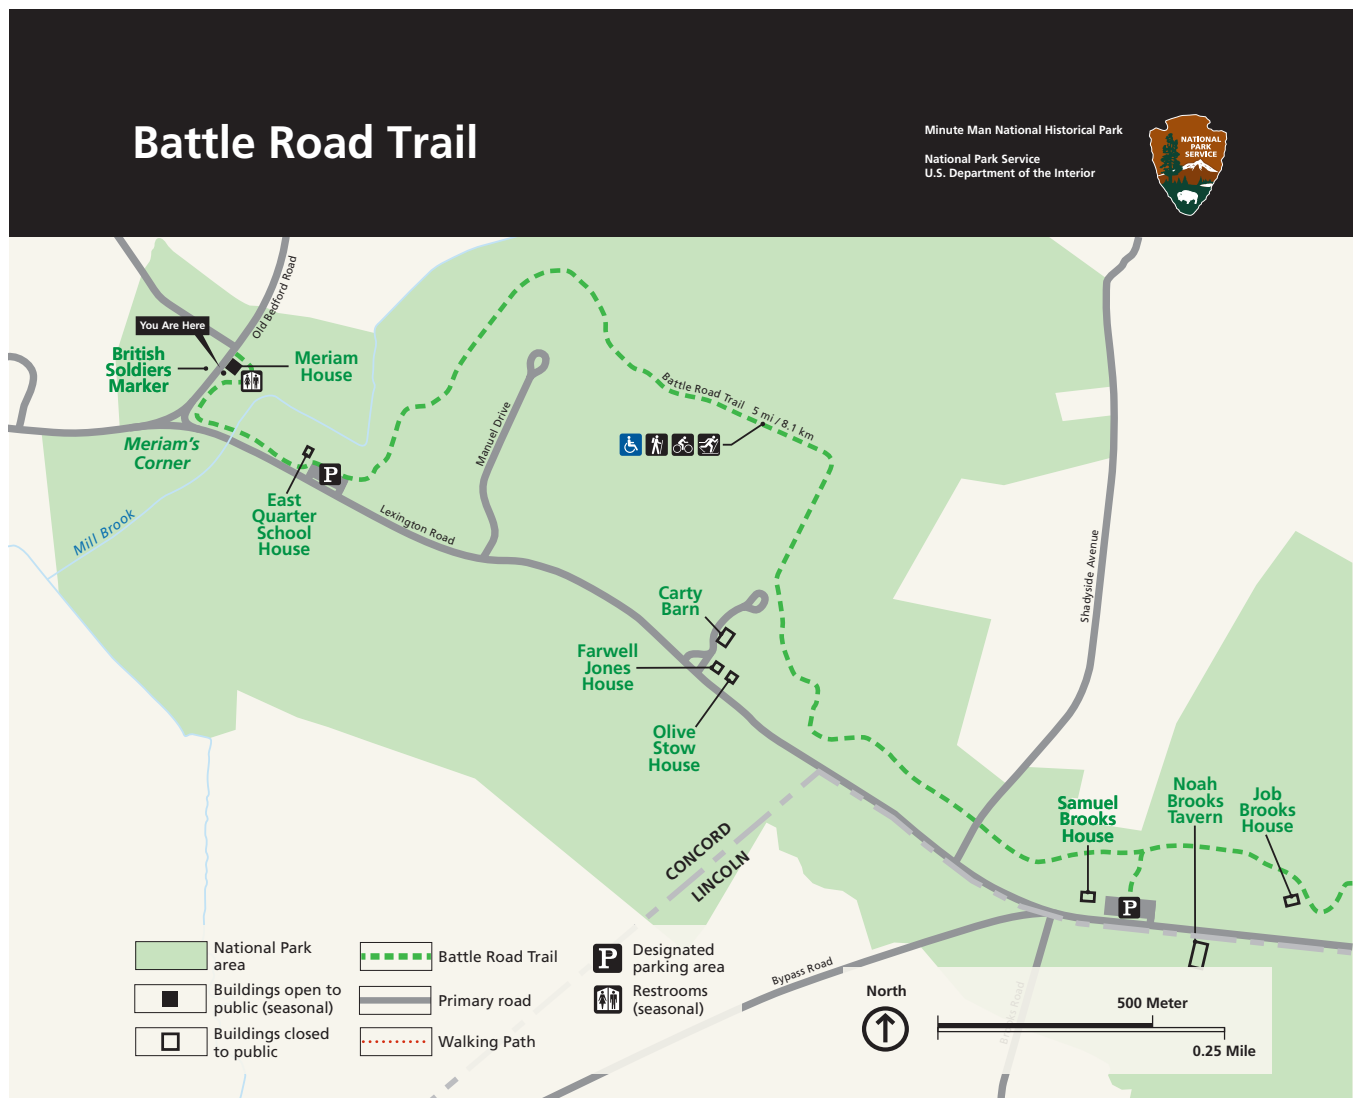 Battle Road Trail
Minute Man National Historical Park
National Park Service
U.S. Department of the Interior
NATIONAL
PARK
SERVICE
Old Bedford Road
You Are Here
British
Soldiers
Marker
Meriam
House
Meriam's
Corner
Mill Brook
East
Quarter
School
House
P
Lexington Road
Manuel Drive
Battle Road Trail 5 mi / 8.1 km
Shadyside Avenue
Carty
Barn
Farwell
Jones
House
Olive
Stow
House
CONCORD
LINCOLN
Samuel
Brooks
House
Noah
Brooks
Tavern
Job
Brooks
House
P
Bypass Road
Brooks Road
National Park
area
Buildings open to
public (seasonal)
Buildings closed
to public
Battle Road Trail
Primary road
Walking Path
P
Designated
parking area
Restrooms
(seasonal)
North
500 Meter
0.25 Mile